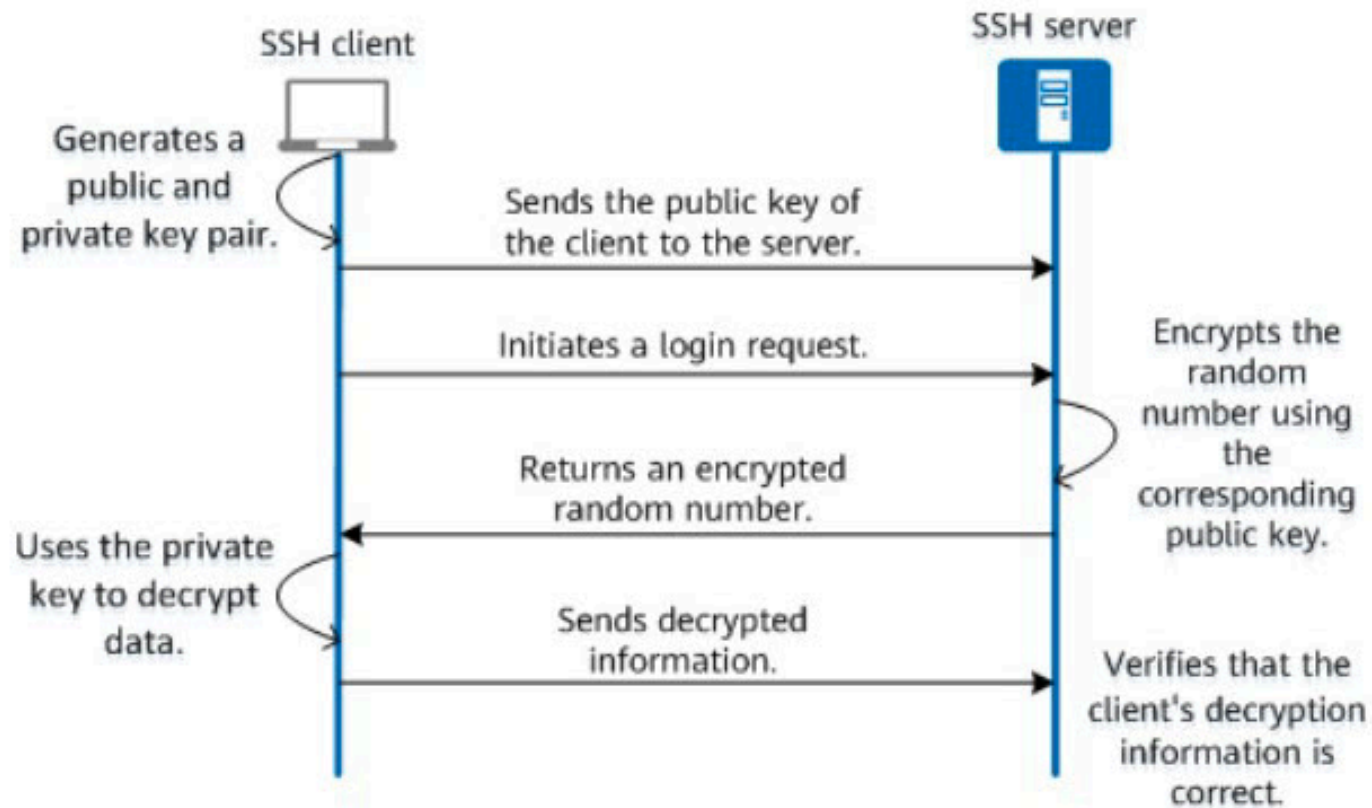 SSH client
SSH server
Generates a
public and
private key pair.
Sends the public key of
the client to the server.
Initiates a login request.
Encrypts the
random
number using
the
corresponding
public key.
Returns an encrypted
random number.
Uses the private
key to decrypt
data.
Sends decrypted
information.
Verifies that the
client's decryption
information is
correct.